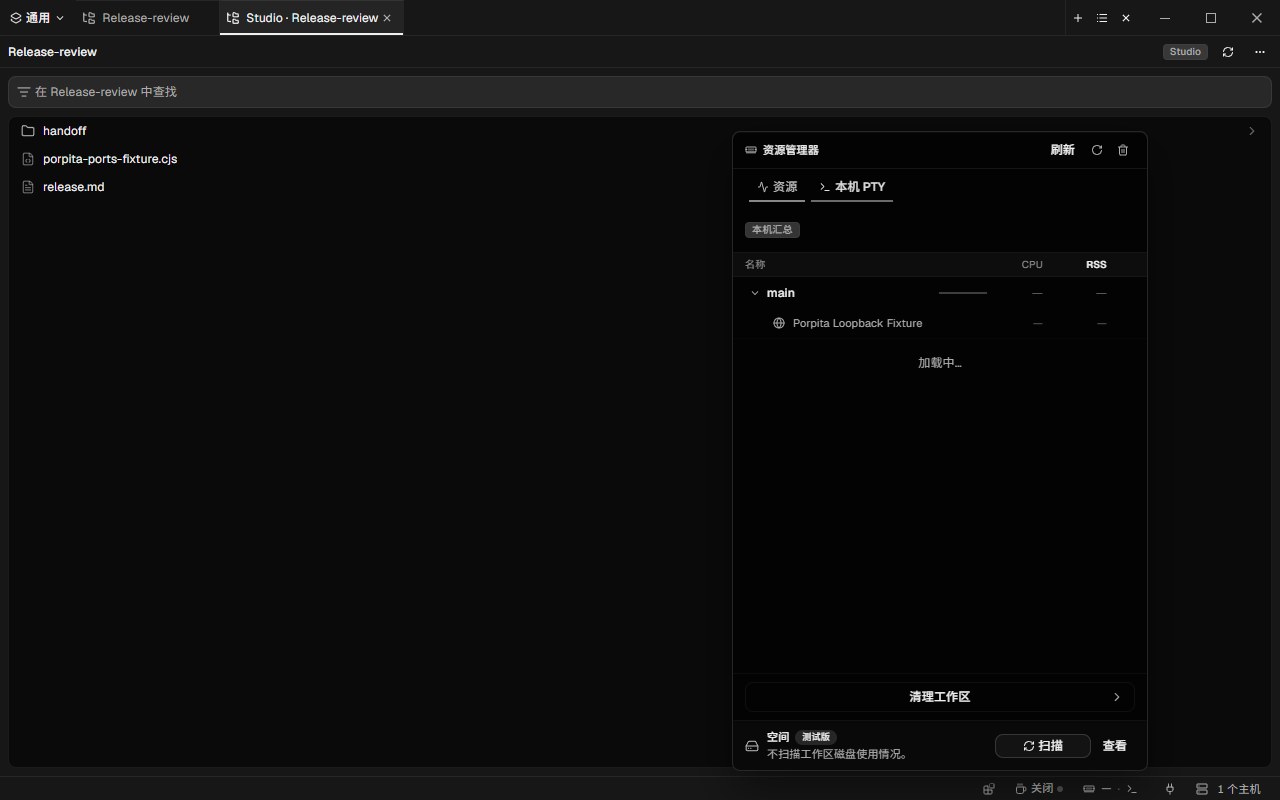 通用
Release-review
Studio · Release-review
Release-review
Studio
在 Release-review 中查找
handoff
porpita-ports-fixture.cjs
release.md
资源管理器
刷新
资源
本机 PTY
本机汇总
名称
CPU
RSS
main
—
—
Porpita Loopback Fixture
—
—
加载中...
清理工作区
空间
测试版
不扫描工作区磁盘使用情况。
扫描
查看
关闭
— ·
1 个主机